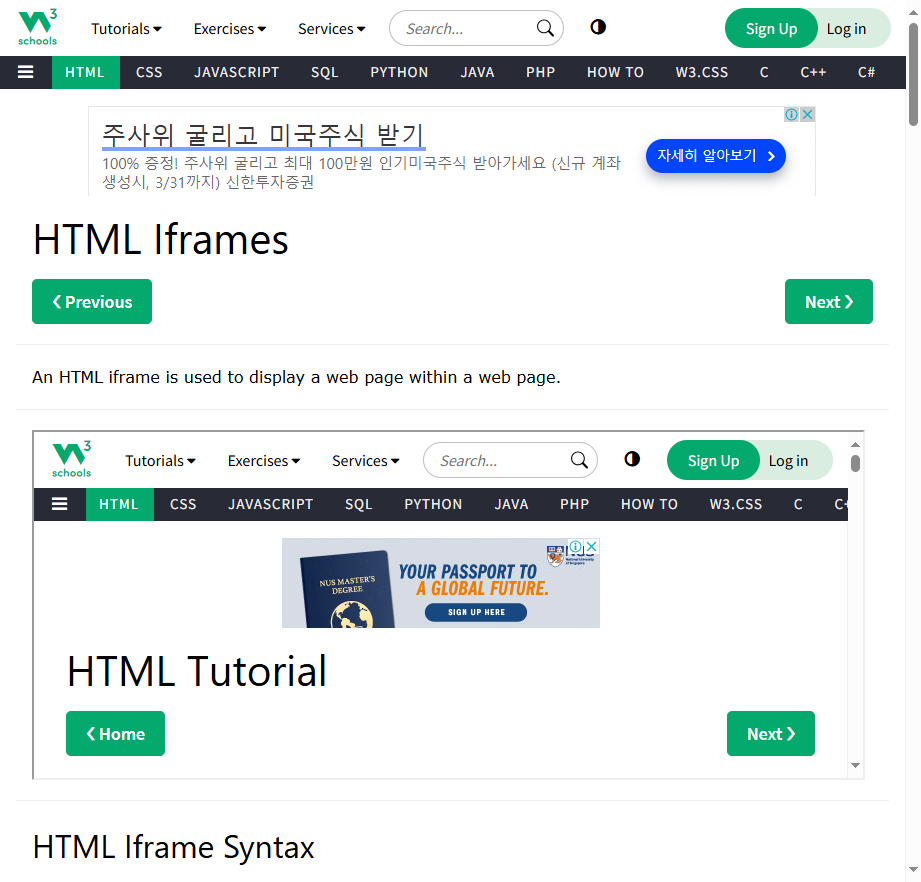 3
schools
Tutorials Exercises Services Search... Sign Up Log in
HTML CSS JAVASCRIPT SQL PYTHON JAVA PHP HOW TO W3.CSS C C++ C#
주사위 굴리고 미국주식 받기
100% 증정! 주사위 굴리고 최대 100만원 인기미국주식 받아가세요 (신규 계좌
생성시, 3/31까지) 신한투자증권
자세히 알아보기
HTML Iframes
❮ Previous
Next ❯
An HTML iframe is used to display a web page within a web page.
3
schools
Tutorials Exercises Services Search... Sign Up Log in
HTML CSS JAVASCRIPT SQL PYTHON JAVA PHP HOW TO W3.CSS C
NUS MASTER'S
DEGREE
YOUR PASSPORT TO
A GLOBAL FUTURE.
SIGN UP HERE
NUS
National University
of Singapore
HTML Tutorial
❮ Home
Next ❯
HTML Iframe Syntax